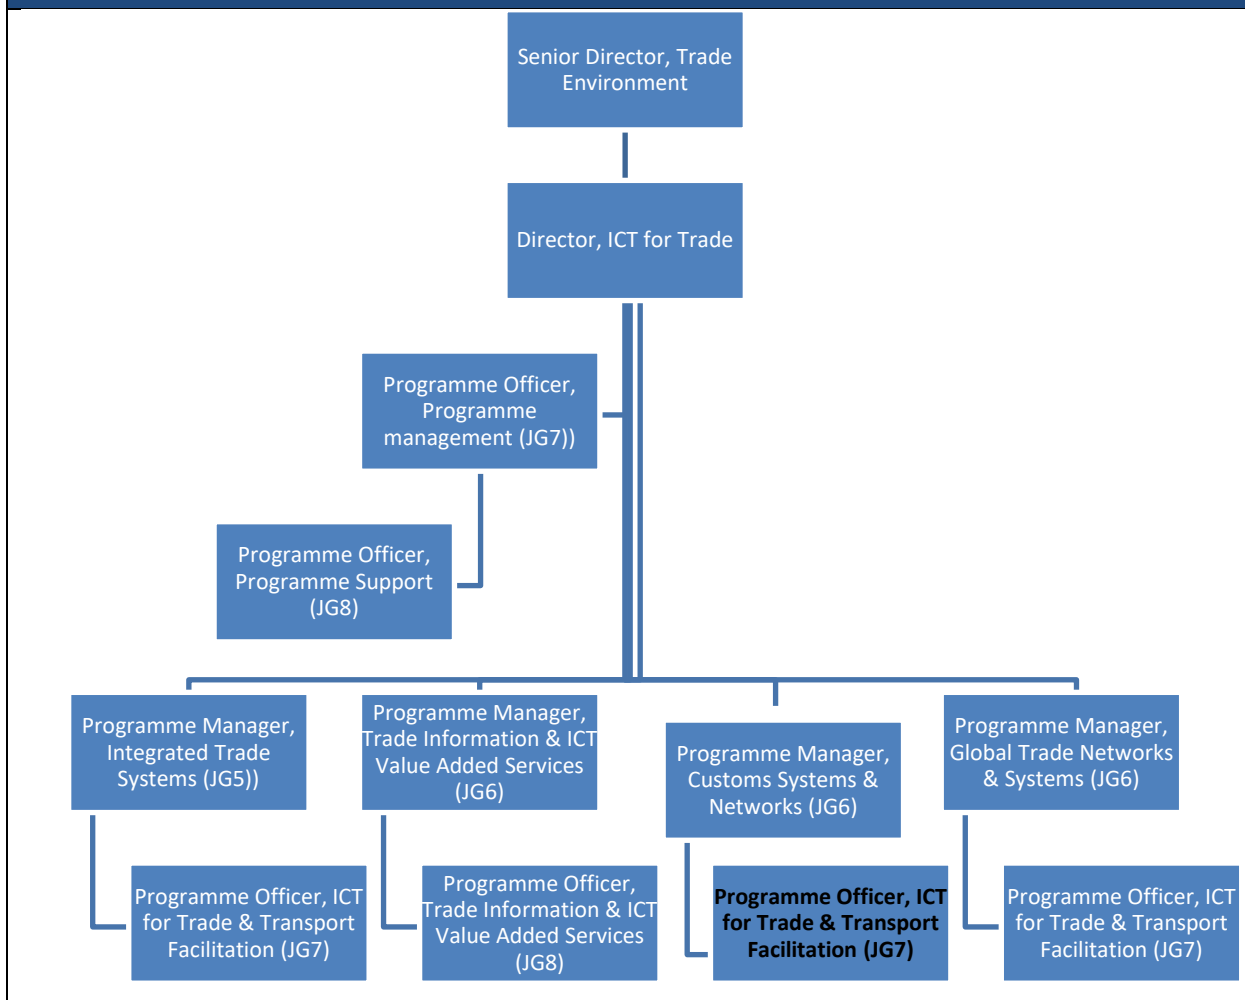 Senior Director, Trade
Environment
Director, ICT for Trade
Programme Officer,
Programme
management (JG7))
Programme Officer,
Programme Support
(JG8)
Programme Manager,
Integrated Trade
Systems (JG5))
Programme Manager,
Trade Information & ICT
Value Added Services
(JG6)
Programme Manager,
Customs Systems &
Networks (JG6)
Programme Manager,
Global Trade Networks
& Systems (JG6)
Programme Officer, ICT
for Trade & Transport
Facilitation (JG7)
Programme Officer,
Trade Information & ICT
Value Added Services
(JG8)
Programme Officer, ICT
for Trade & Transport
Facilitation (JG7)
Programme Officer, ICT
for Trade & Transport
Facilitation (JG7)